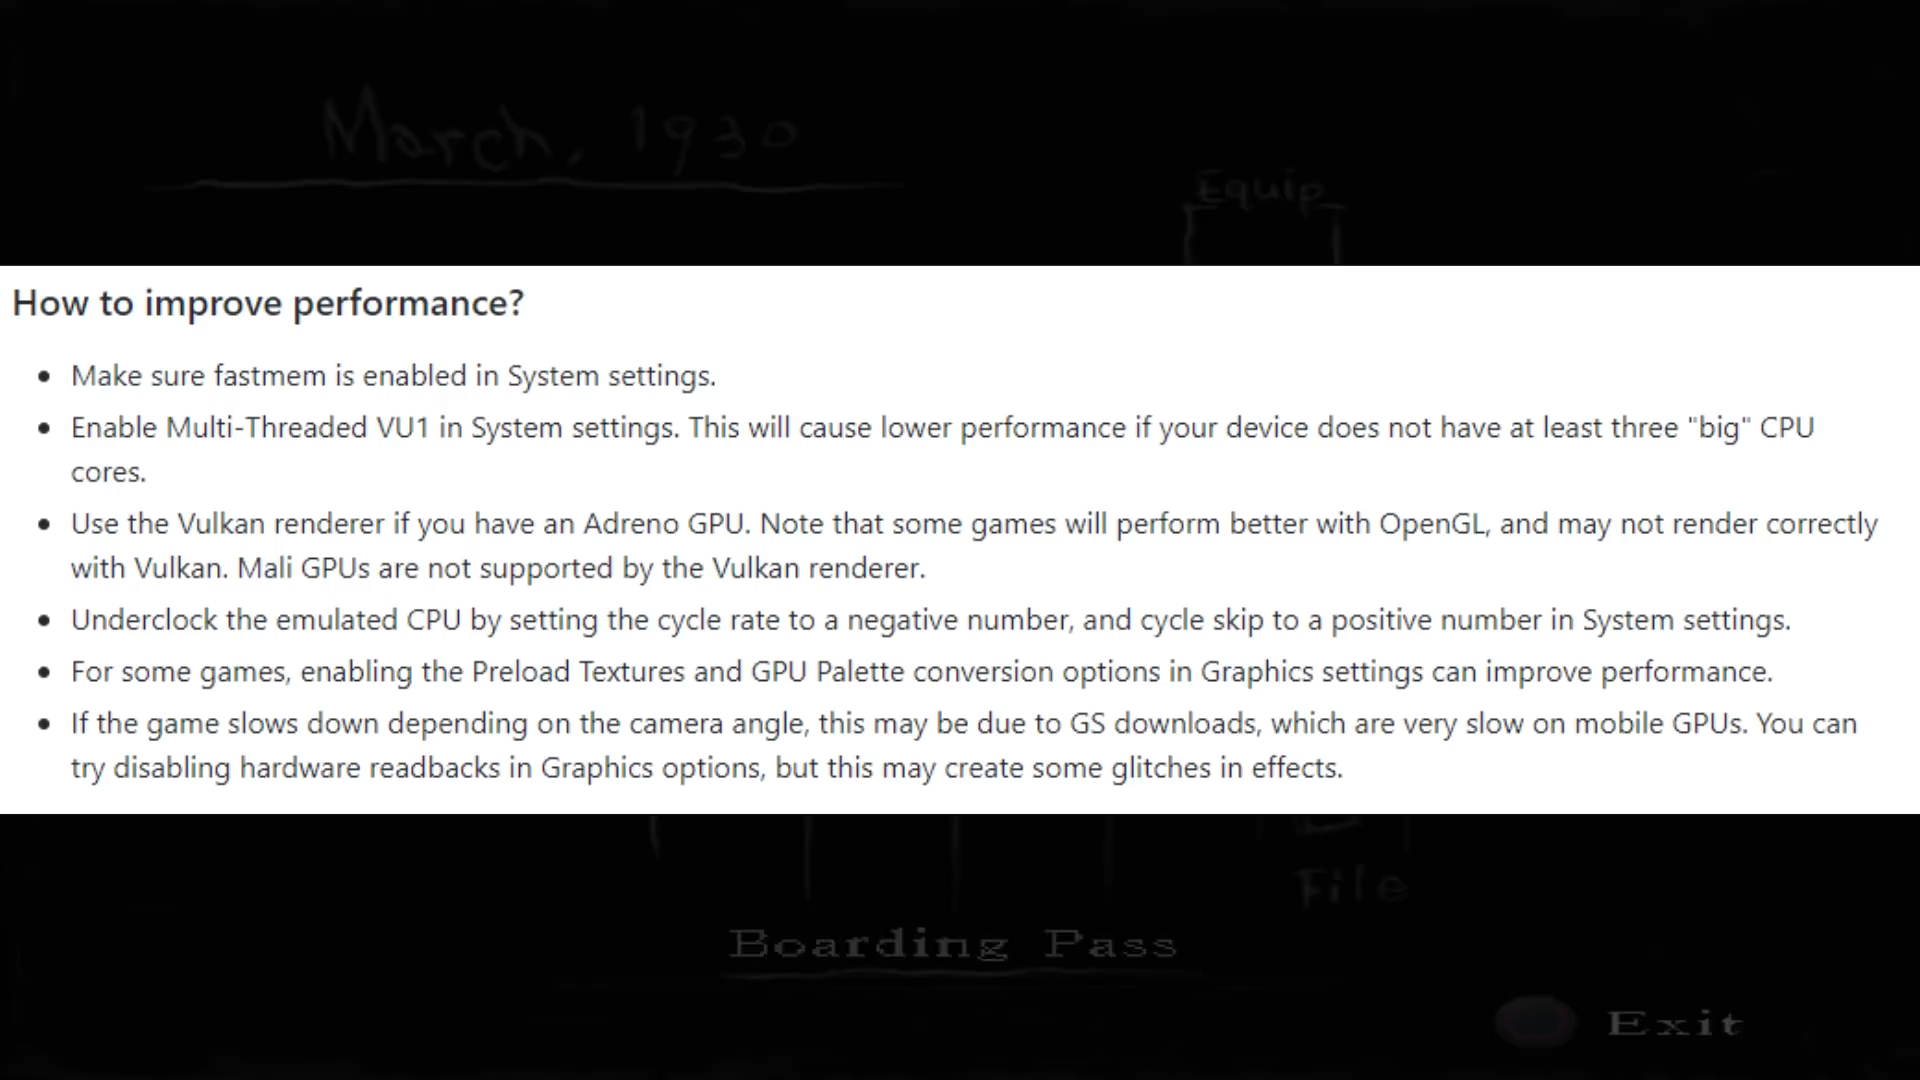 March, 1930
Equip
How to improve performance?
• Make sure fastmem is enabled in System settings.
• Enable Multi-Threaded VU1 in System settings. This will cause lower performance if your device does not have at least three "big" CPU
cores.
• Use the Vulkan renderer if you have an Adreno GPU. Note that some games will perform better with OpenGL, and may not render correctly
with Vulkan. Mali GPUs are not supported by the Vulkan renderer.
• Underclock the emulated CPU by setting the cycle rate to a negative number, and cycle skip to a positive number in System settings.
• For some games, enabling the Preload Textures and GPU Palette conversion options in Graphics settings can improve performance.
• If the game slows down depending on the camera angle, this may be due to GS downloads, which are very slow on mobile GPUs. You can
try disabling hardware readbacks in Graphics options, but this may create some glitches in effects.
File
Boarding Pass
Exit